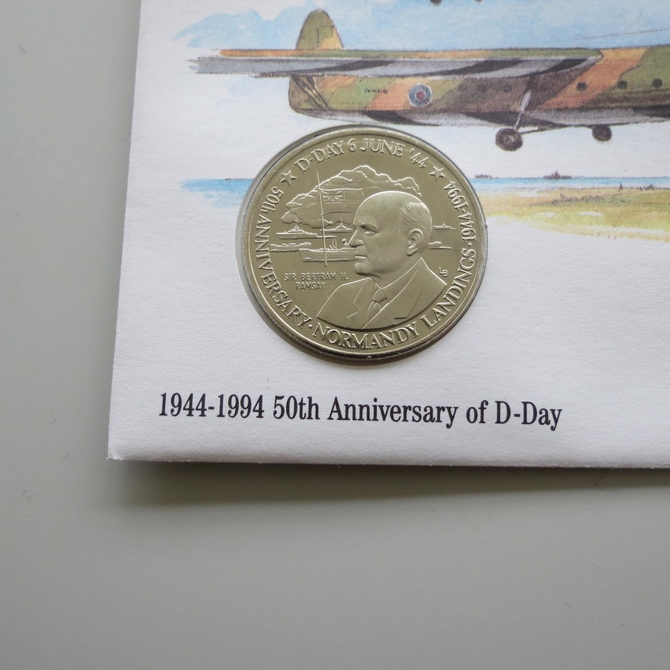 ★ D-DAY 6 JUNE '44 ★
50TH ANNIVERSARY · NORMANDY LANDINGS · 1944-1994
SIR BERTRAM H.
RAMSAY
LB
1944-1994 50th Anniversary of D-Day